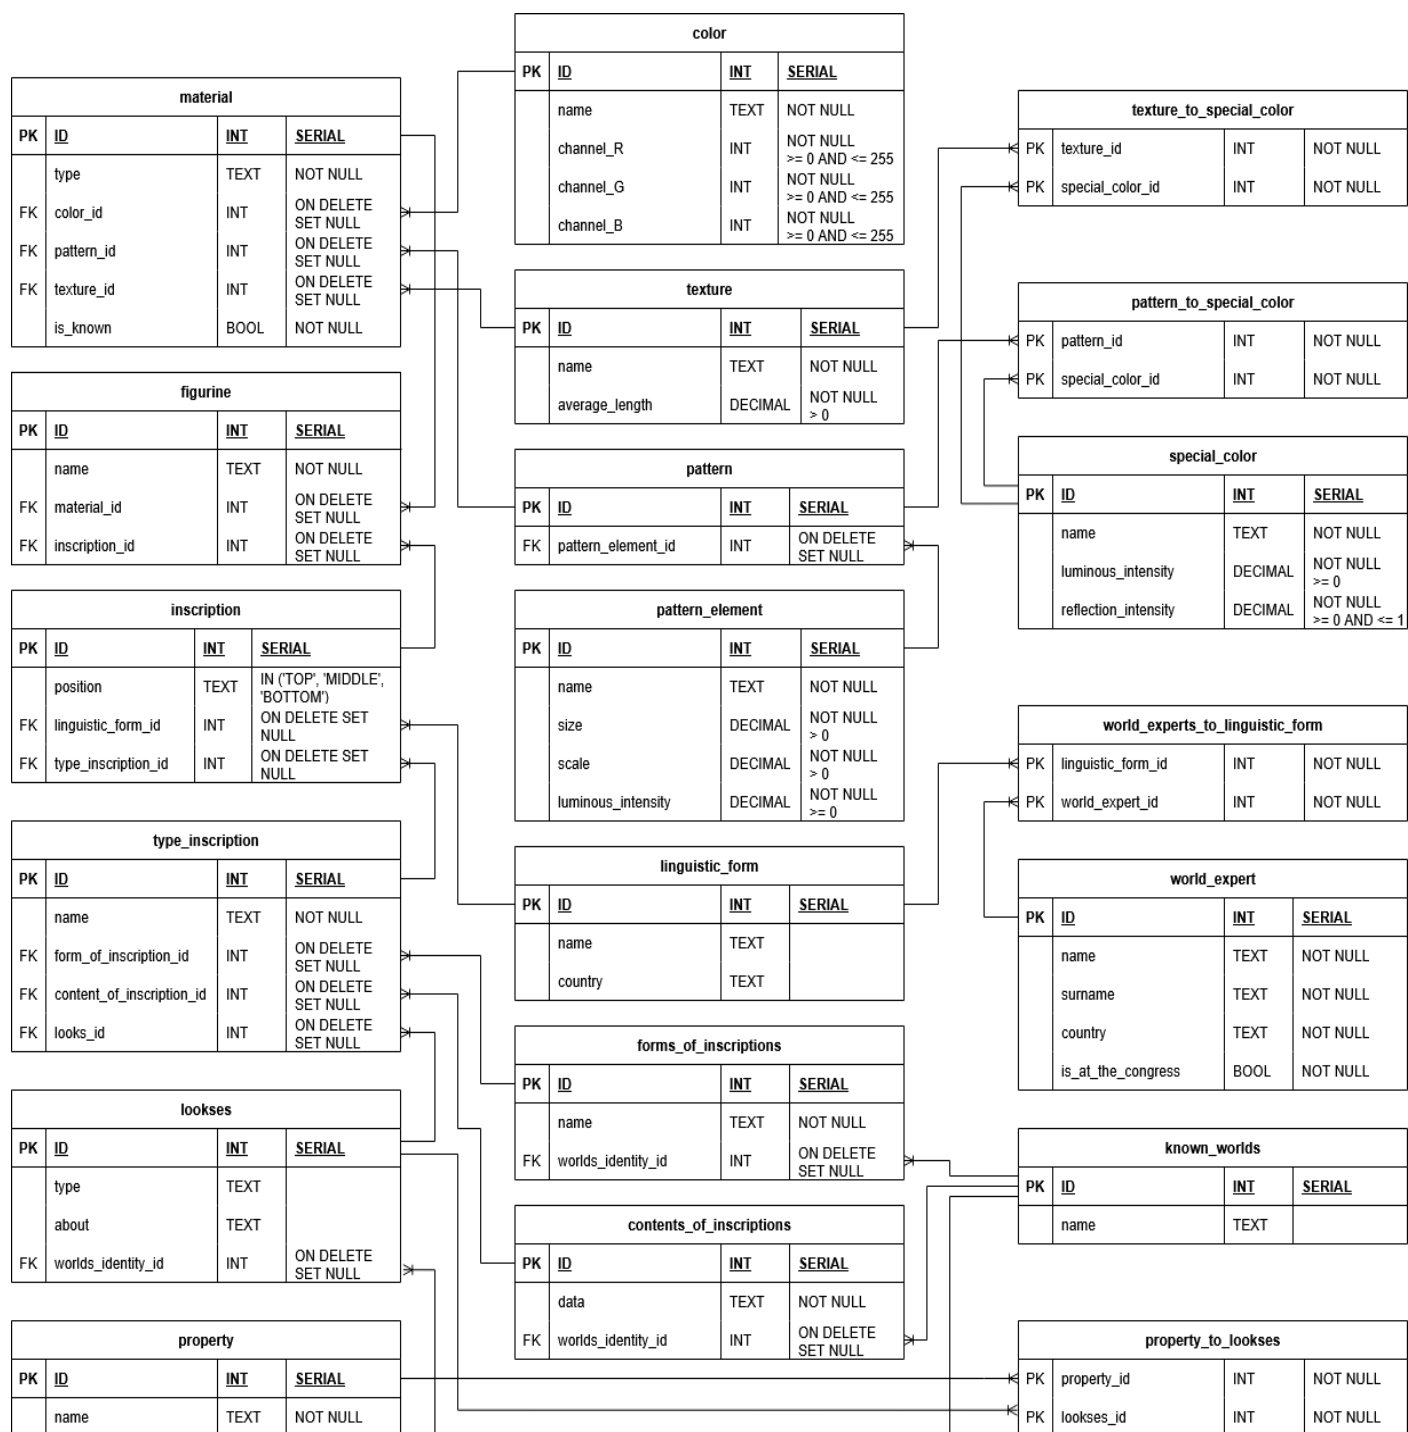 material
PK ID INT SERIAL
type TEXT NOT NULL
FK color_id INT ON DELETE
SET NULL
FK pattern_id INT ON DELETE
SET NULL
FK texture_id INT ON DELETE
SET NULL
is_known BOOL NOT NULL
figurine
PK ID INT SERIAL
name TEXT NOT NULL
FK material_id INT ON DELETE
SET NULL
FK inscription_id INT ON DELETE
SET NULL
inscription
PK ID INT SERIAL
position TEXT IN ('TOP', 'MIDDLE',
'BOTTOM')
FK linguistic_form_id INT ON DELETE SET
NULL
FK type_inscription_id INT ON DELETE SET
NULL
type_inscription
PK ID INT SERIAL
name TEXT NOT NULL
FK form_of_inscription_id INT ON DELETE
SET NULL
FK content_of_inscription_id INT ON DELETE
SET NULL
FK looks_id INT ON DELETE
SET NULL
lookses
PK ID INT SERIAL
type TEXT
about TEXT
FK worlds_identity_id INT ON DELETE
SET NULL
property
PK ID INT SERIAL
name TEXT NOT NULL
color
PK ID INT SERIAL
name TEXT NOT NULL
channel_R INT NOT NULL
>= 0 AND <= 255
channel_G INT NOT NULL
>= 0 AND <= 255
channel_B INT NOT NULL
>= 0 AND <= 255
texture
PK ID INT SERIAL
name TEXT NOT NULL
average_length DECIMAL NOT NULL
> 0
pattern
PK ID INT SERIAL
FK pattern_element_id INT ON DELETE
SET NULL
pattern_element
PK ID INT SERIAL
name TEXT NOT NULL
size DECIMAL NOT NULL
> 0
scale DECIMAL NOT NULL
> 0
luminous_intensity DECIMAL NOT NULL
>= 0
linguistic_form
PK ID INT SERIAL
name TEXT
country TEXT
forms_of_inscriptions
PK ID INT SERIAL
name TEXT NOT NULL
FK worlds_identity_id INT ON DELETE
SET NULL
contents_of_inscriptions
PK ID INT SERIAL
data TEXT NOT NULL
FK worlds_identity_id INT ON DELETE
SET NULL
texture_to_special_color
PK texture_id INT NOT NULL
PK special_color_id INT NOT NULL
pattern_to_special_color
PK pattern_id INT NOT NULL
PK special_color_id INT NOT NULL
special_color
PK ID INT SERIAL
name TEXT NOT NULL
luminous_intensity DECIMAL NOT NULL
>= 0
reflection_intensity DECIMAL NOT NULL
>= 0 AND <= 1
world_experts_to_linguistic_form
PK linguistic_form_id INT NOT NULL
PK world_expert_id INT NOT NULL
world_expert
PK ID INT SERIAL
name TEXT NOT NULL
surname TEXT NOT NULL
country TEXT NOT NULL
is_at_the_congress BOOL NOT NULL
known_worlds
PK ID INT SERIAL
name TEXT
property_to_lookses
PK property_id INT NOT NULL
PK lookses_id INT NOT NULL